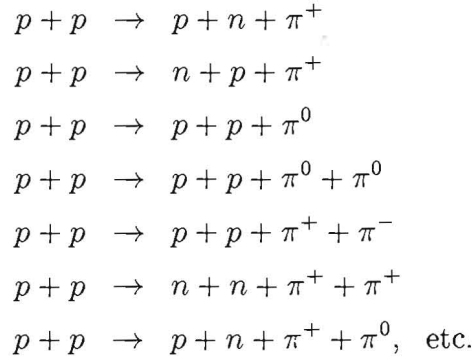 p + p → p + n + π⁺
p + p → n + p + π⁺
p + p → p + p + π⁰
p + p → p + p + π⁰ + π⁰
p + p → p + p + π⁺ + π⁻
p + p → n + n + π⁺ + π⁺
p + p → p + n + π⁺ + π⁰, etc.